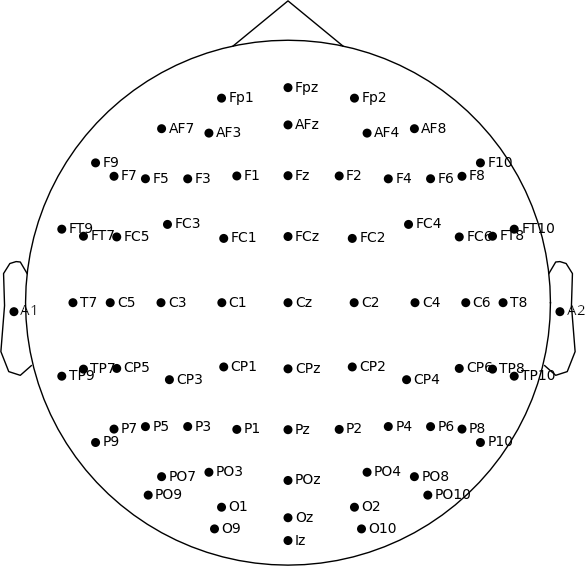 Fpz
Fp1 Fp2
AF7 AF3 AFz AF4 AF8
F9 F10
F7 F5 F3 F1 Fz F2 F4 F6 F8
FT9 FC3 FC4 FT10
FT7 FC5 FC1 FCz FC2 FC6 FT8
T7 C5 C3 C1 Cz C2 C4 C6 T8
A1 A2
TP9 TP7 CP5 CP3 CP1 CPz CP2 CP4 CP6 TP8 TP10
P7 P5 P3 P1 Pz P2 P4 P6 P8
P9 P10
PO7 PO3 POz PO4 PO8
PO9 PO10
O1 Oz O2
O9 O10
Iz